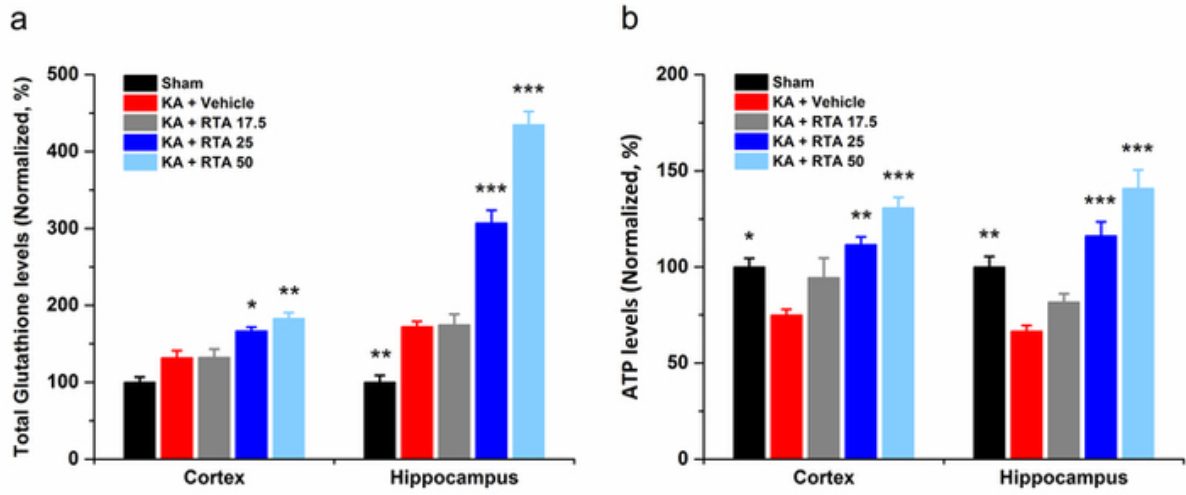 a
Total Glutathione levels (Normalized, %)
500
400
300
200
100
0
Sham
KA + Vehicle
KA + RTA 17.5
KA + RTA 25
KA + RTA 50
*
**
**
***
***
Cortex
Hippocampus
b
ATP levels (Normalized, %)
200
150
100
50
0
Sham
KA + Vehicle
KA + RTA 17.5
KA + RTA 25
KA + RTA 50
*
**
***
**
***
***
Cortex
Hippocampus